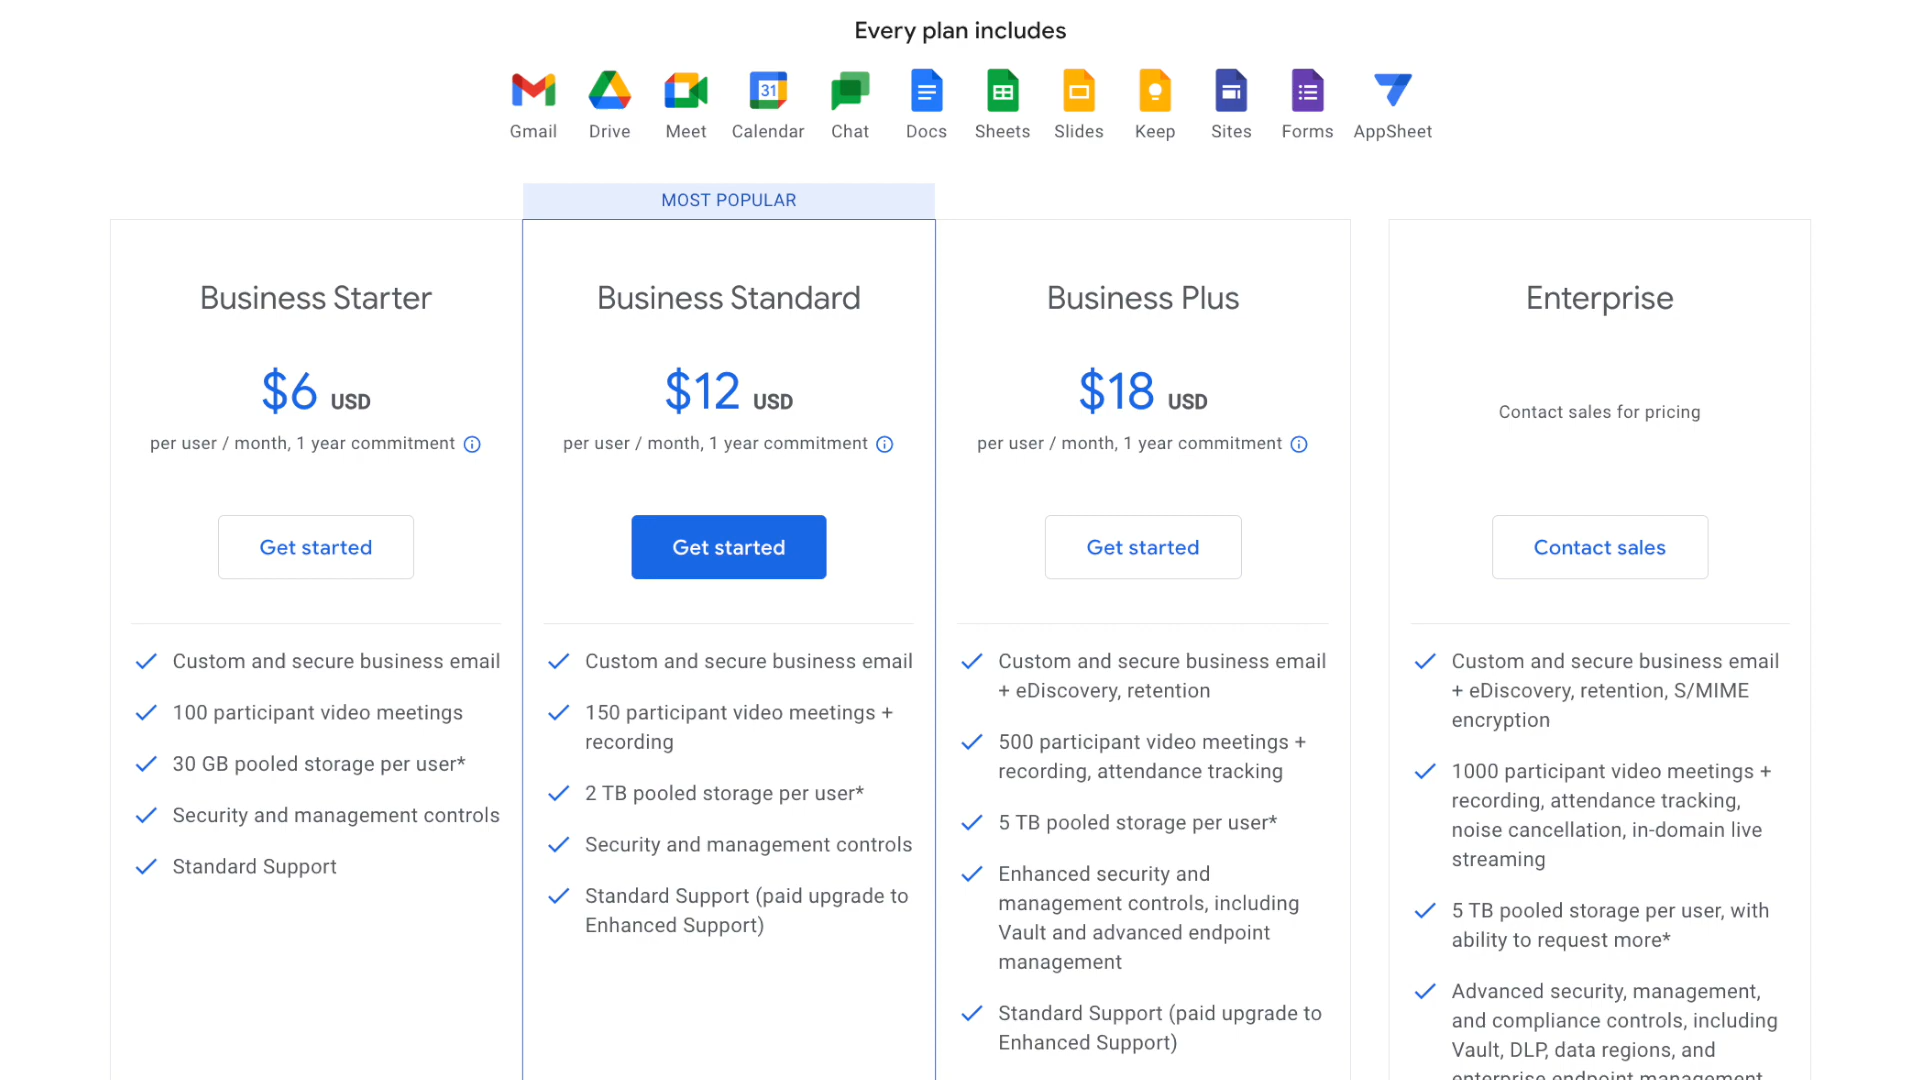 Every plan includes
31
Gmail Drive Meet Calendar Chat Docs Sheets Slides Keep Sites Forms AppSheet
MOST POPULAR
Business Starter
$6 USD
per user / month, 1 year commitment
Get started
Custom and secure business email
100 participant video meetings
30 GB pooled storage per user*
Security and management controls
Standard Support
Business Standard
$12 USD
per user / month, 1 year commitment
Get started
Custom and secure business email
150 participant video meetings +
recording
2 TB pooled storage per user*
Security and management controls
Standard Support (paid upgrade to
Enhanced Support)
Business Plus
$18 USD
per user / month, 1 year commitment
Get started
Custom and secure business email
+ eDiscovery, retention
500 participant video meetings +
recording, attendance tracking
5 TB pooled storage per user*
Enhanced security and
management controls, including
Vault and advanced endpoint
management
Standard Support (paid upgrade to
Enhanced Support)
Enterprise
Contact sales for pricing
Contact sales
Custom and secure business email
+ eDiscovery, retention, S/MIME
encryption
1000 participant video meetings +
recording, attendance tracking,
noise cancellation, in-domain live
streaming
5 TB pooled storage per user, with
ability to request more*
Advanced security, management,
and compliance controls, including
Vault, DLP, data regions, and
enterprise endpoint management